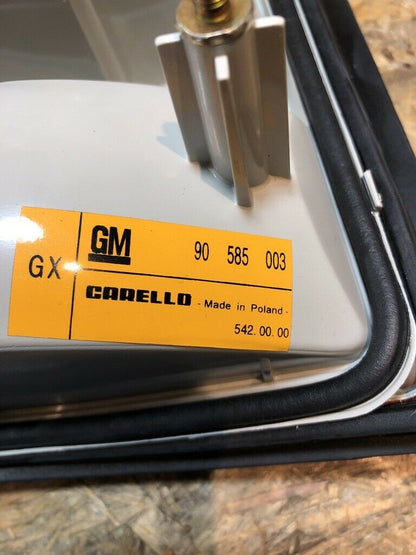 GX
GM 90 585 003
CARELLO - Made in Poland -
542. 00. 00